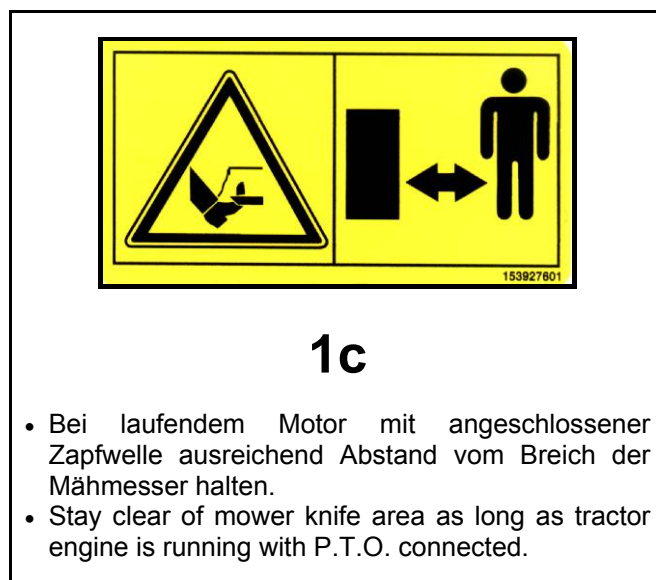 153927601
1c
• Bei laufendem Motor mit angeschlossener
Zapfwelle ausreichend Abstand vom Breich der
Mähmesser halten.
• Stay clear of mower knife area as long as tractor
engine is running with P.T.O. connected.